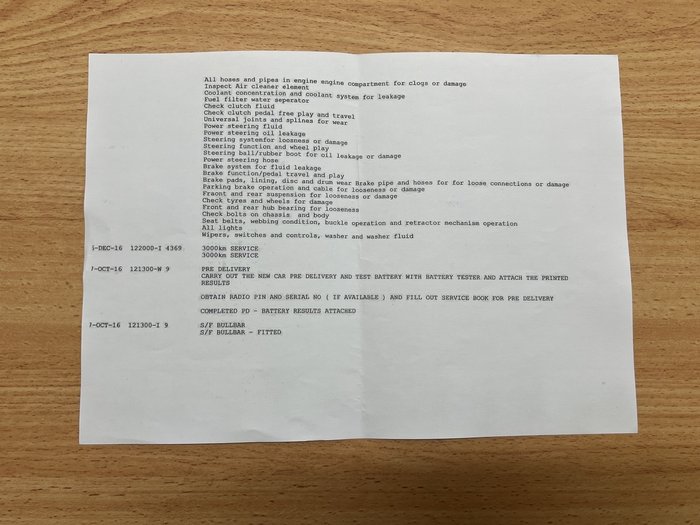 All hoses and pipes in engine engine compartment for clogs or damage
Inspect Air cleaner element
Coolant concentration and coolant system for leakage
Fuel filter water seperator
Check clutch fluid
Check clutch pedal free play and travel
Universal joints and splines for wear
Power steering fluid
Power steering oil leakage
Steering systemfor loosness or damage
Steering function and wheel play
Steering ball/rubber boot for oil leakage or damage
Power steering hose
Brake system for fluid leakage
Brake function/pedal travel and play
Brake pads, lining, disc and drum wear Brake pipe and hoses for for loose connections or damage
Parking brake operation and cable for looseness or damage
Fraont and rear suspension for looseness or damage
Check tyres and wheels for damage
Front and rear hub bearing for looseness
Check bolts on chassis and body
Seat belts, webbing condition, buckle operation and retractor mechanism operation
All lights
Wipers, switches and controls, washer and washer fluid
-DEC-16 122000-I 4369 3000km SERVICE
3000km SERVICE
7-OCT-16 121300-W 9 PRE DELIVERY
CARRY OUT THE NEW CAR PRE DELIVERY AND TEST BATTERY WITH BATTERY TESTER AND ATTACH THE PRINTED
RESULTS
OBTAIN RADIO PIN AND SERIAL NO ( IF AVAILABLE ) AND FILL OUT SERVICE BOOK FOR PRE DELIVERY
COMPLETED PD - BATTERY RESULTS ATTACHED
7-OCT-16 121300-I 9 S/F BULLBAR
S/F BULLBAR - FITTED